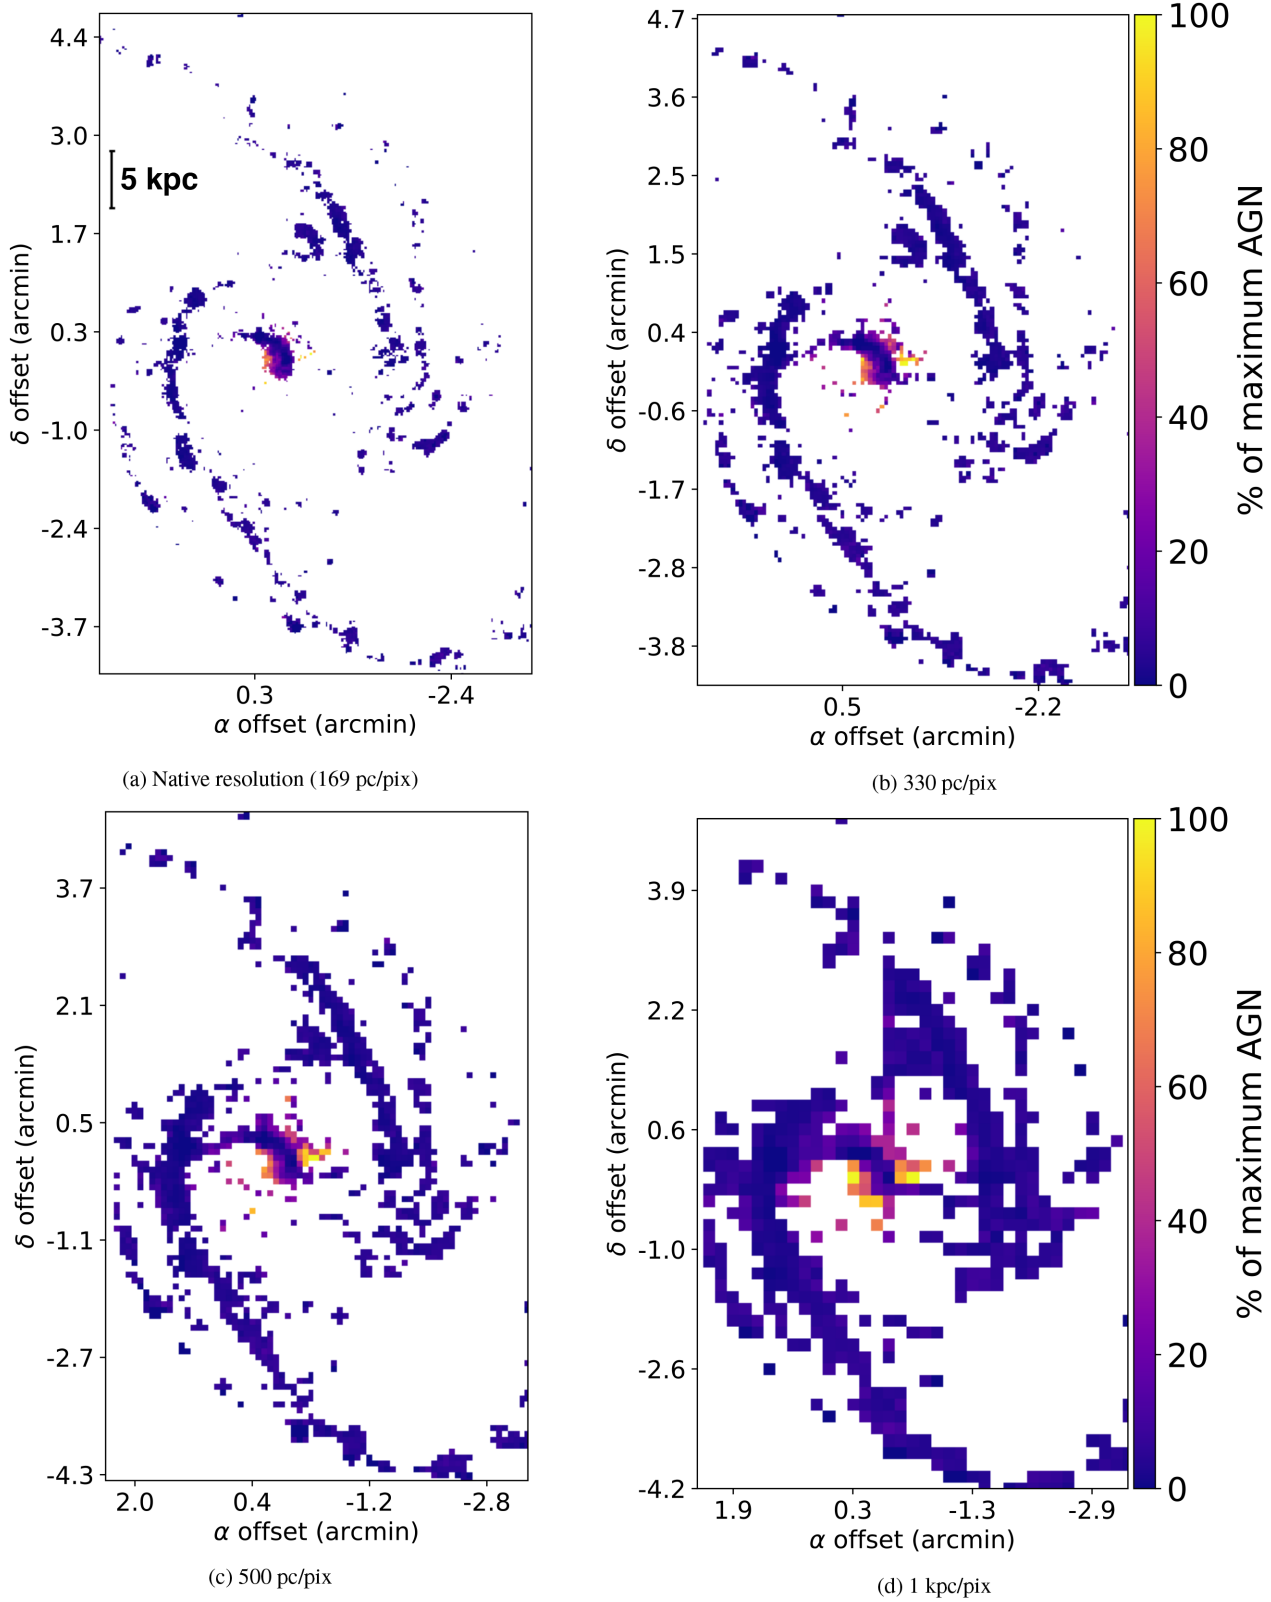 4.4
3.0
1.7
0.3
-1.0
-2.4
-3.7
5 kpc
δ offset (arcmin)
0.3 -2.4
α offset (arcmin)
(a) Native resolution (169 pc/pix)
4.7
3.6
2.5
1.5
0.4
-0.6
-1.7
-2.8
-3.8
δ offset (arcmin)
0.5 -2.2
α offset (arcmin)
100
80
60
40
20
0
% of maximum AGN
(b) 330 pc/pix
3.7
2.1
0.5
-1.1
-2.7
-4.3
δ offset (arcmin)
2.0 0.4 -1.2 -2.8
α offset (arcmin)
(c) 500 pc/pix
3.9
2.2
0.6
-1.0
-2.6
-4.2
δ offset (arcmin)
1.9 0.3 -1.3 -2.9
α offset (arcmin)
100
80
60
40
20
0
% of maximum AGN
(d) 1 kpc/pix